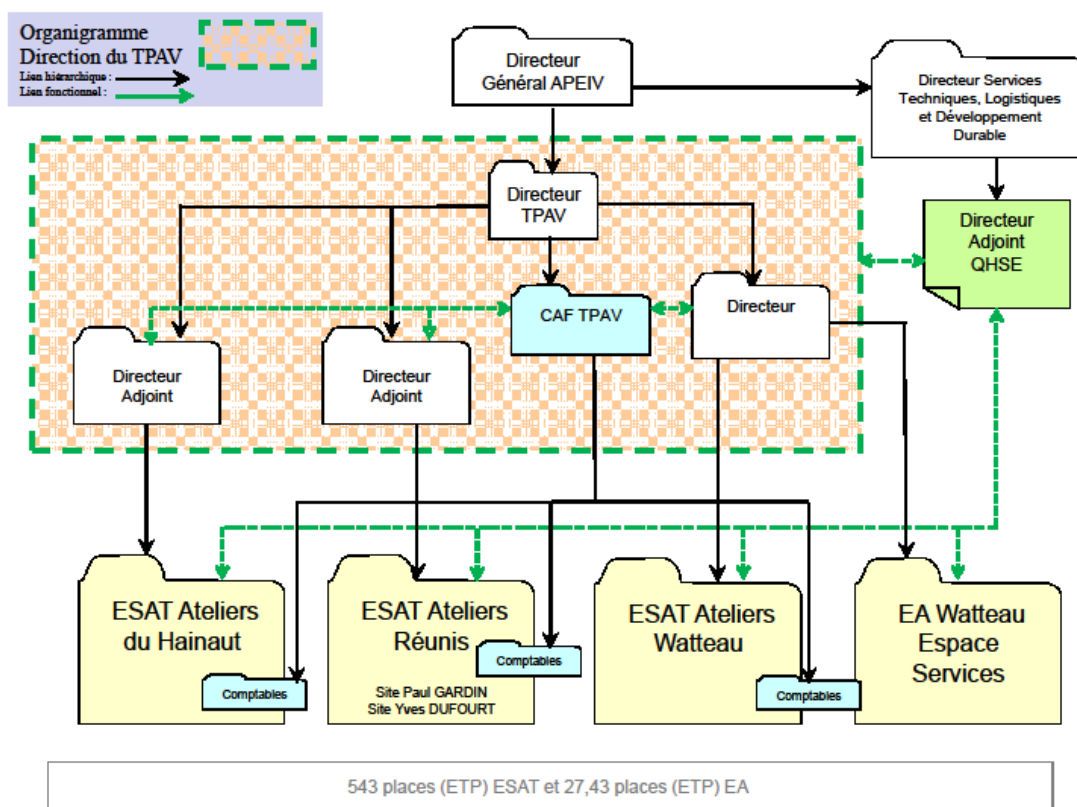 Organigramme
Direction du TPAV
Lien hiérarchique :
Lien fonctionnel :
Directeur
Général APEIV
Directeur Services
Techniques, Logistiques
et Développement
Durable
Directeur
TPAV
Directeur
Adjoint
QHSE
CAF TPAV
Directeur
Directeur
Adjoint
Directeur
Adjoint
ESAT Ateliers
du Hainaut
Comptables
ESAT Ateliers
Réunis
Comptables
Site Paul GARDIN
Site Yves DUFOURT
ESAT Ateliers
Watteau
Comptables
EA Watteau
Espace
Services
543 places (ETP) ESAT et 27,43 places (ETP) EA